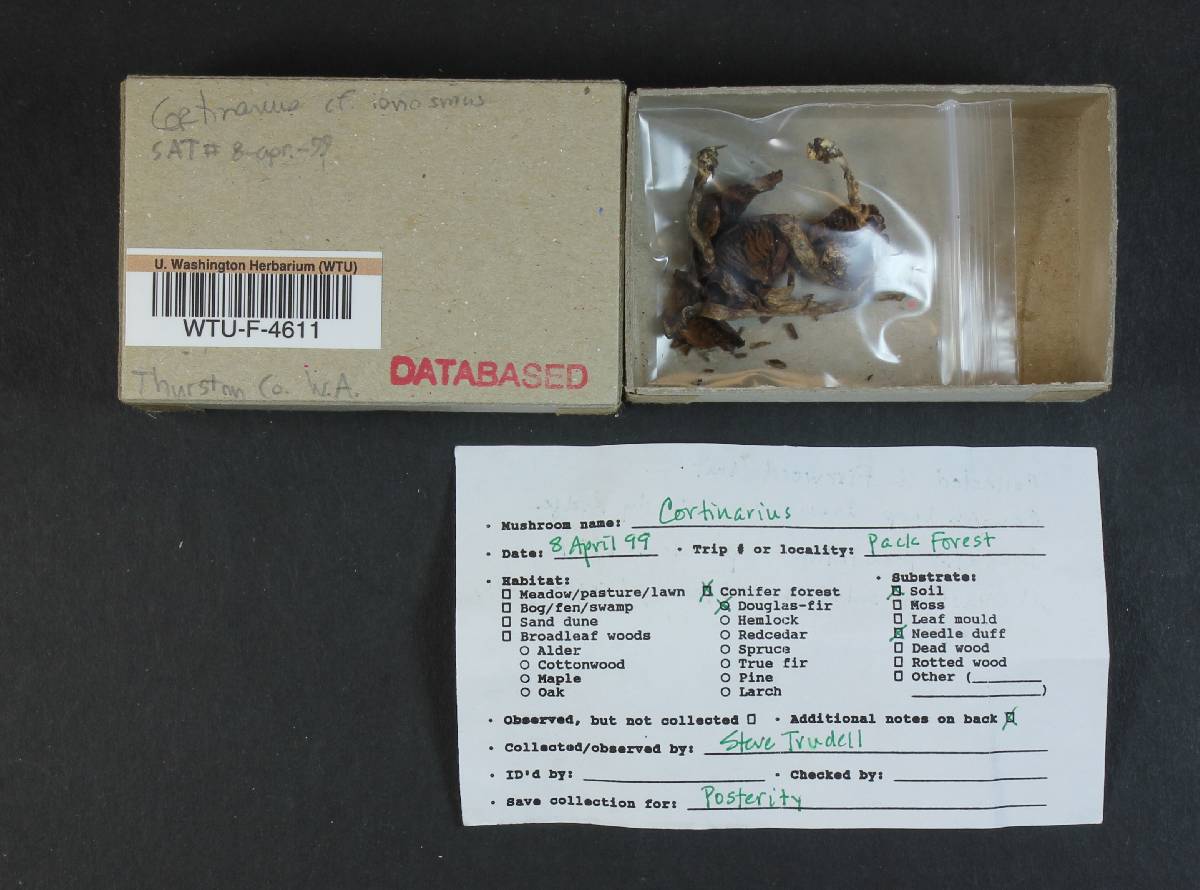 Cortinarius cf. ionosmus
SAT# 8-apr.-99
U. Washington Herbarium (WTU)
WTU-F-4611
Thurston Co. W.A.
DATABASED
· Mushroom name: Cortinarius
· Date: 8 April 99 · Trip # or locality: Pack Forest
· Habitat: · Substrate:
Meadow/pasture/lawn Conifer forest Soil
Bog/fen/swamp Douglas-fir Moss
Sand dune Hemlock Leaf mould
Broadleaf woods Redcedar Needle duff
Alder Spruce Dead wood
Cottonwood True fir Rotted wood
Maple Pine Other (
Oak Larch )
· Observed, but not collected · Additional notes on back
· Collected/observed by: Steve Trudell
· ID'd by: · Checked by:
· Save collection for: Posterity